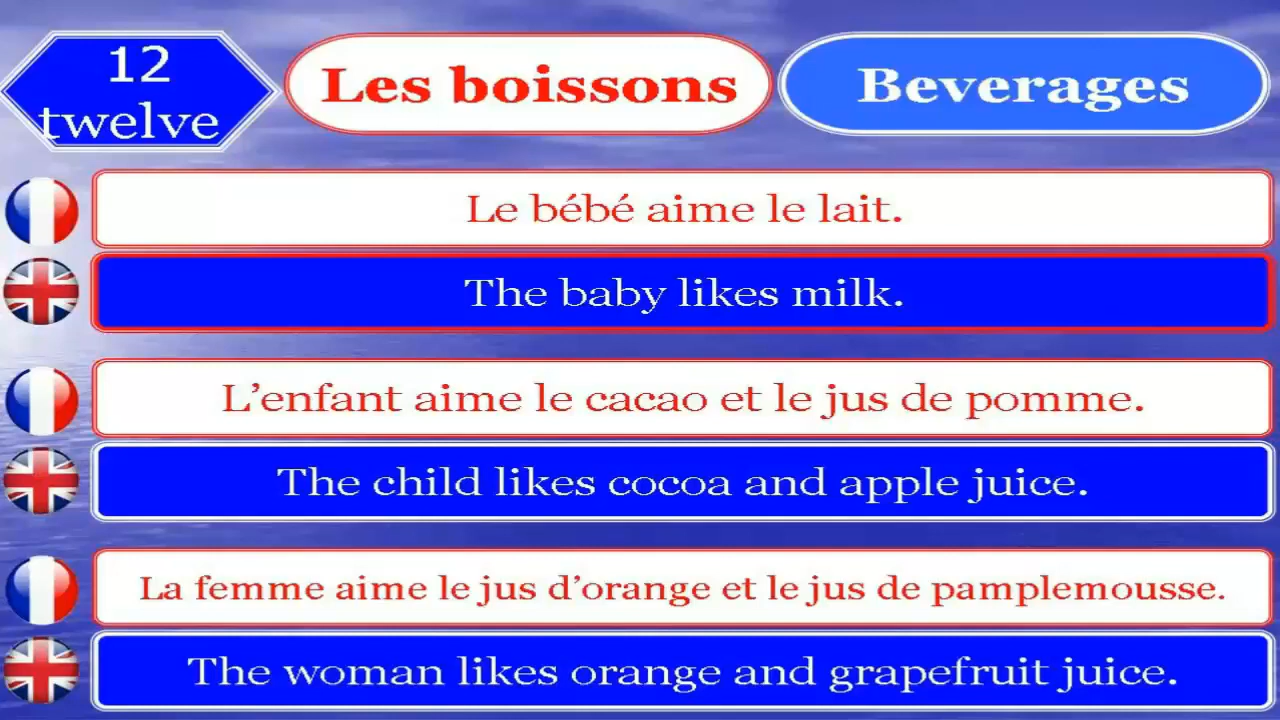 12
twelve
Les boissons
Beverages
Le bébé aime le lait.
The baby likes milk.
L’enfant aime le cacao et le jus de pomme.
The child likes cocoa and apple juice.
La femme aime le jus d’orange et le jus de pamplemousse.
The woman likes orange and grapefruit juice.